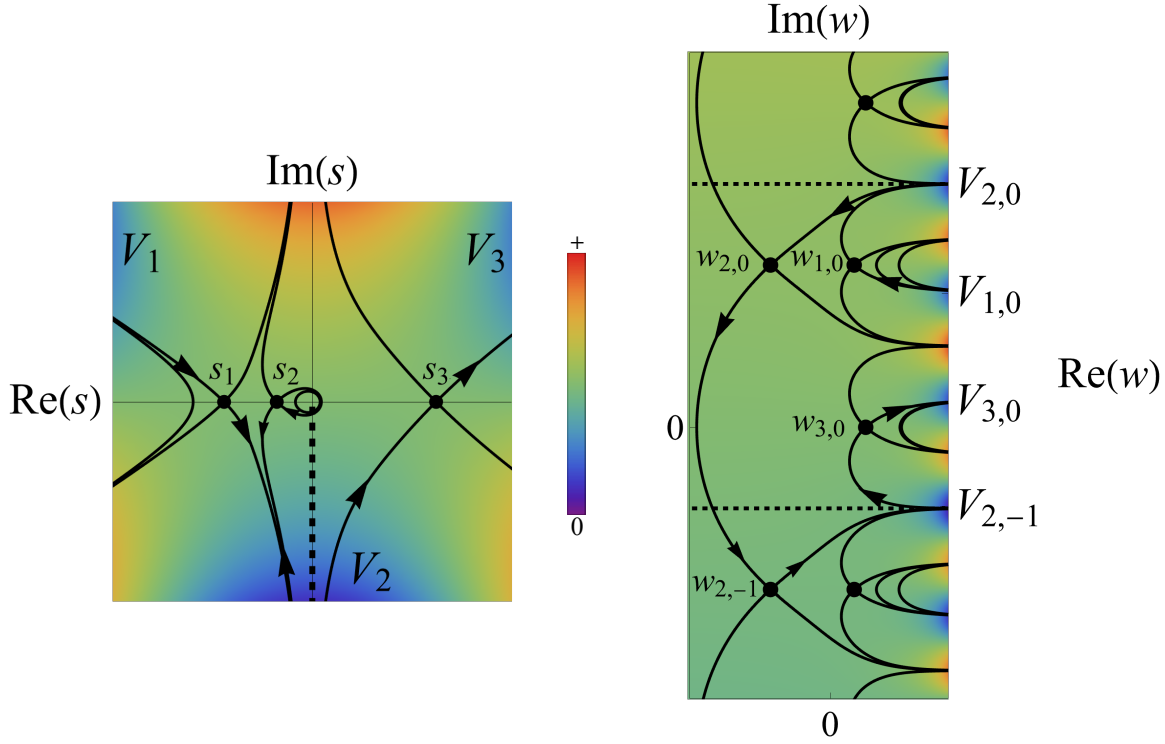 Im(s)
V1
V3
s1
s2
s3
Re(s)
V2
+
0
Im(w)
V2,0
w2,0
w1,0
V1,0
Re(w)
V3,0
0
w3,0
V2,−1
w2,−1
0